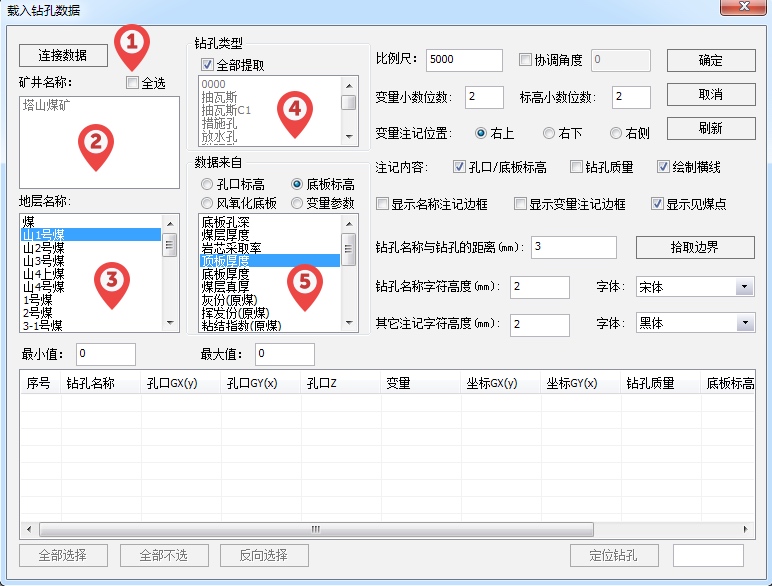 载入钻孔数据
连接数据
1
矿井名称:
全选
塔山煤矿
2
地层名称:
煤
山1号煤
山2号煤
山3号煤
山4上煤
山4号煤
1号煤
2号煤
3-1号煤
3
钻孔类型
全部提取
0000
抽瓦斯
抽瓦斯C1
措施孔
放水孔
4
数据来自
孔口标高
底板标高
风氧化底板
变量参数
底板孔深
煤层厚度
岩芯采取率
顶板厚度
底板厚度
煤层真厚
灰份(原煤)
挥发份(原煤)
粘结指数(原煤)
5
比例尺: 5000
协调角度 0
确定
变量小数位数: 2
标高小数位数: 2
取消
变量注记位置: 右上 右下 右侧
刷新
注记内容: 孔口/底板标高 钻孔质量 绘制横线
显示名称注记边框 显示变量注记边框 显示见煤点
钻孔名称与钻孔的距离(mm): 3
拾取边界
钻孔名称字符高度(mm): 2
字体: 宋体
其它注记字符高度(mm): 2
字体: 黑体
最小值: 0
最大值: 0
序号 钻孔名称 孔口GX(y) 孔口GY(x) 孔口Z 变量 坐标GX(y) 坐标GY(x) 钻孔质量 底板标高
全部选择 全部不选 反向选择 定位钻孔